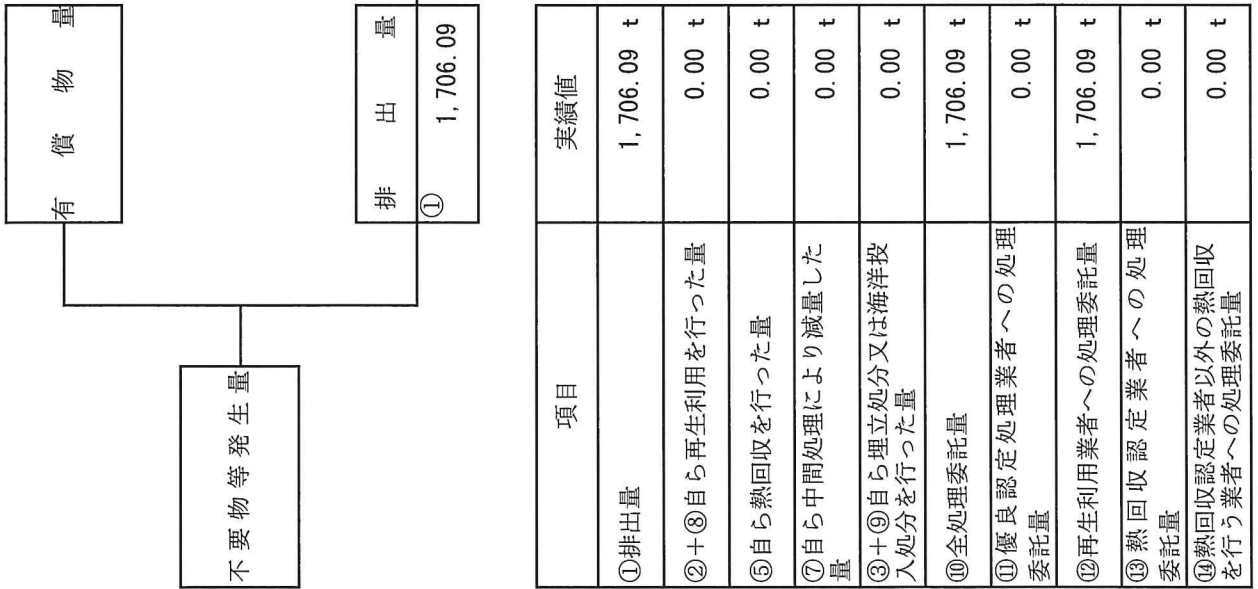 不要物等発生量
有償物量
排出量
① 1,706.09
項目 実績値
①排出量 1,706.09 t
②+⑧自ら再生利用を行った量 0.00 t
⑤自ら熱回収を行った量 0.00 t
⑦自ら中間処理により減量した
量 0.00 t
③+⑨自ら埋立処分又は海洋投
入処分を行った量 0.00 t
⑩全処理委託量 1,706.09 t
⑪優良認定処理業者への処理
委託量 0.00 t
⑫再生利用業者への処理委託量 1,706.09 t
⑬熱回収認定業者への処理
委託量 0.00 t
⑭熱回収認定業者以外の熱回収
を行う業者への処理委託量 0.00 t